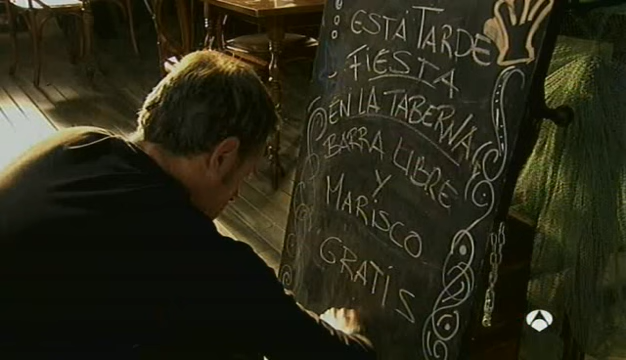 ESTA TARDE
FIESTA
EN LA TABERNA
BARRA LIBRE
Y
MARISCO
GRATIS